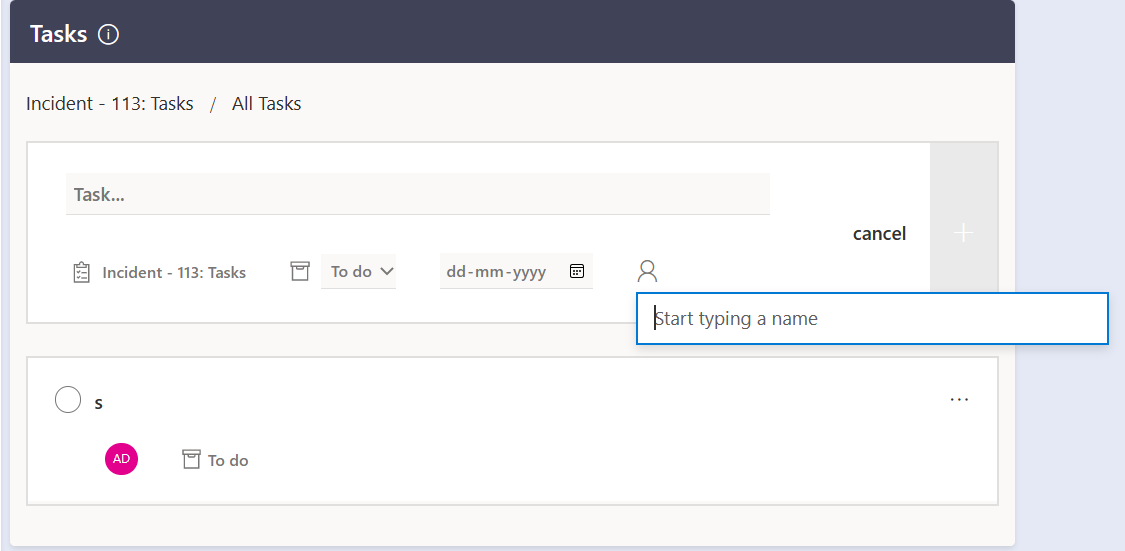 Tasks
Incident - 113: Tasks / All Tasks
Task...
cancel
Incident - 113: Tasks To do dd-mm-yyyy
Start typing a name
s
AD To do